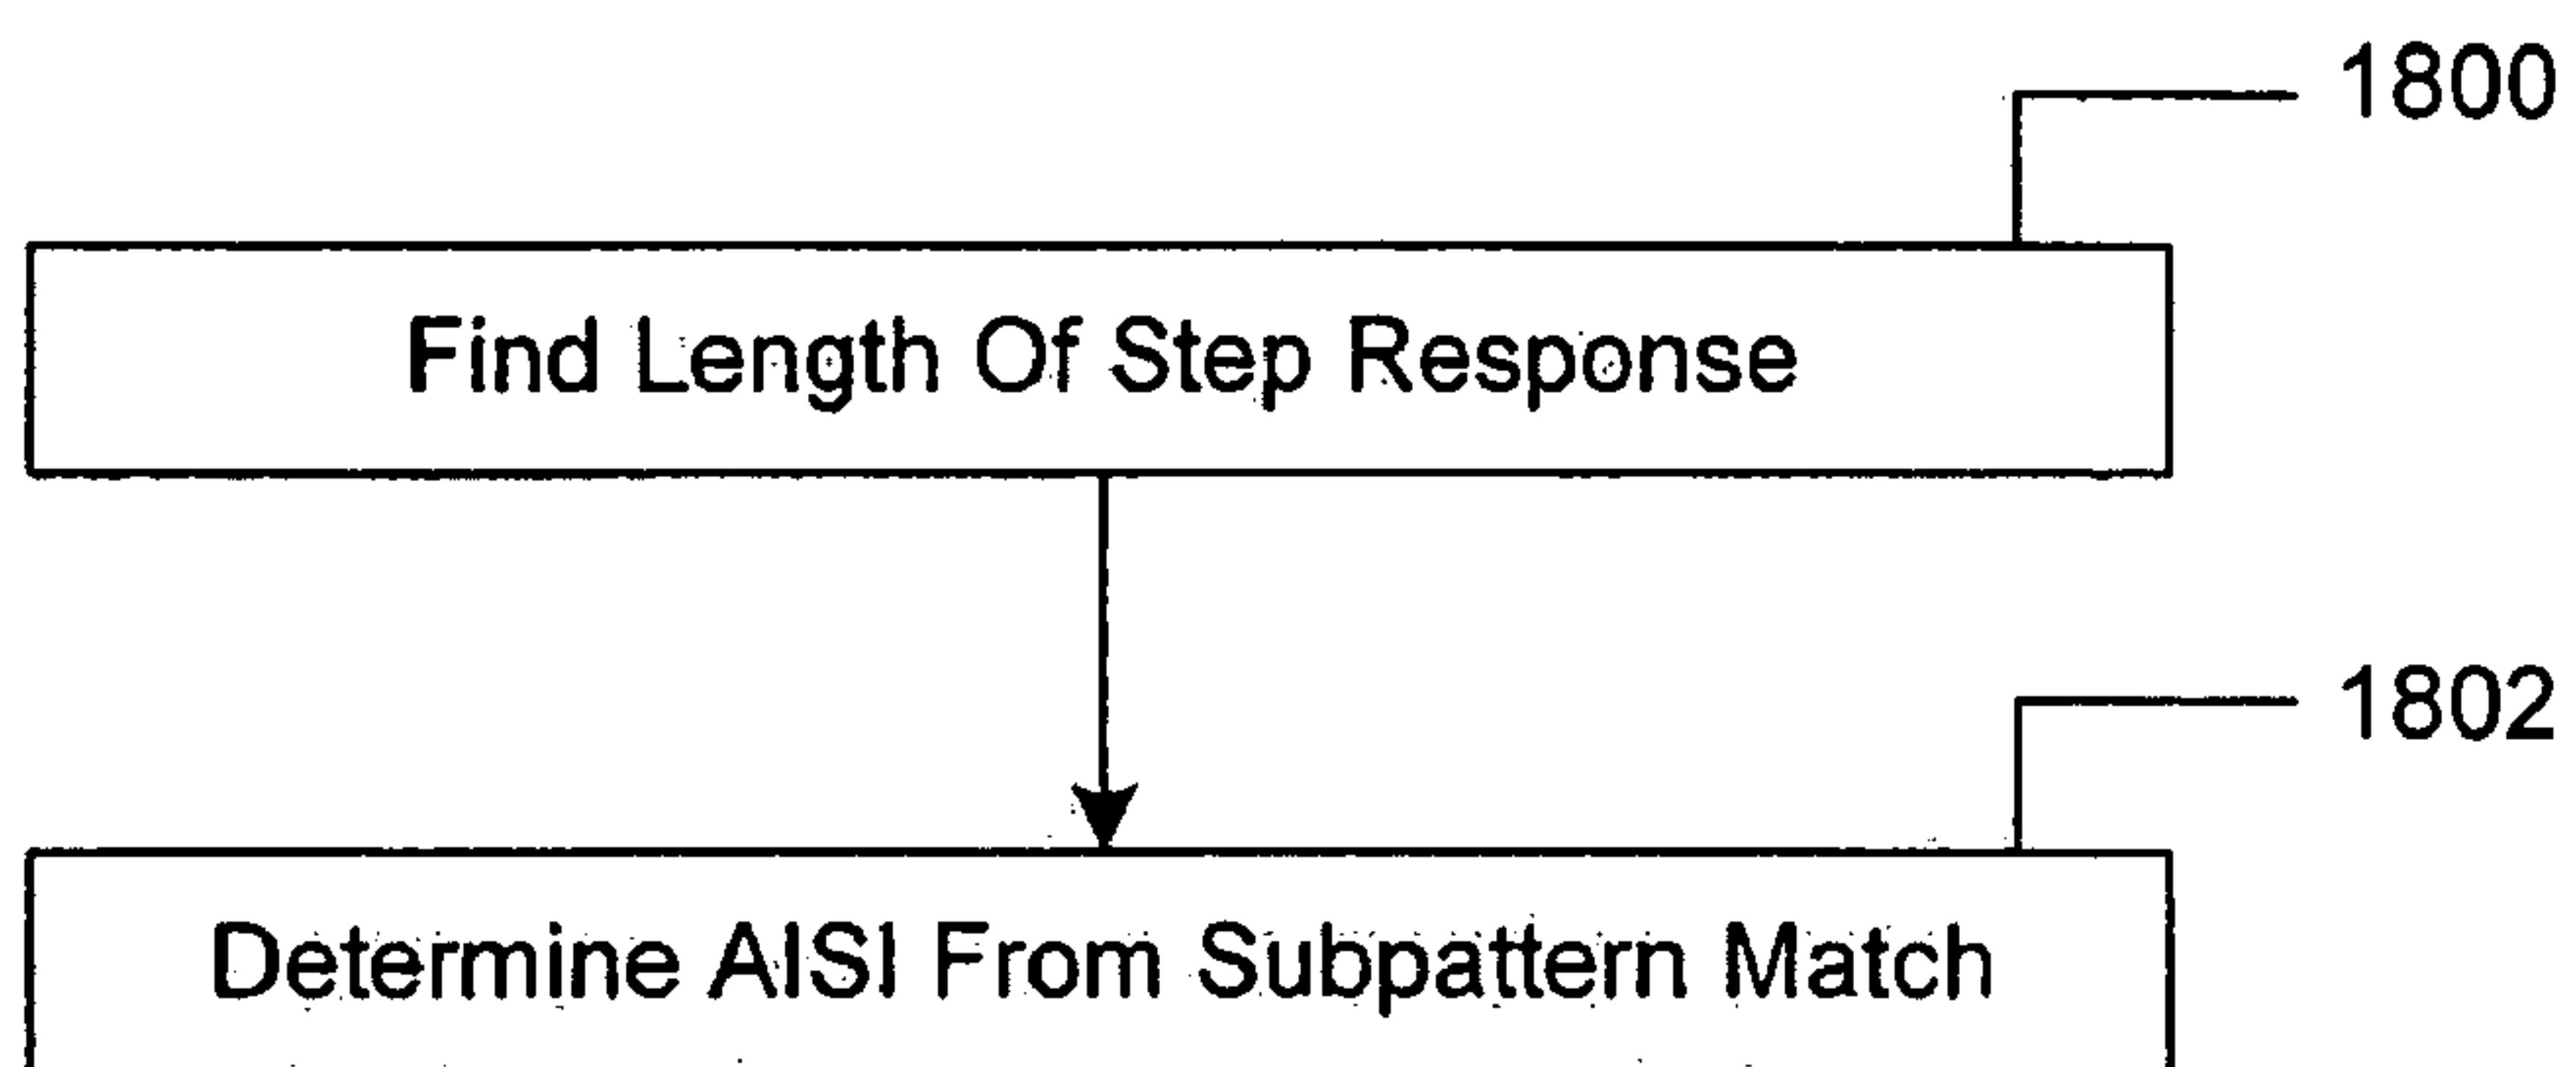 1800
Find Length Of Step Response
1802
Determine AISI From Subpattern Match